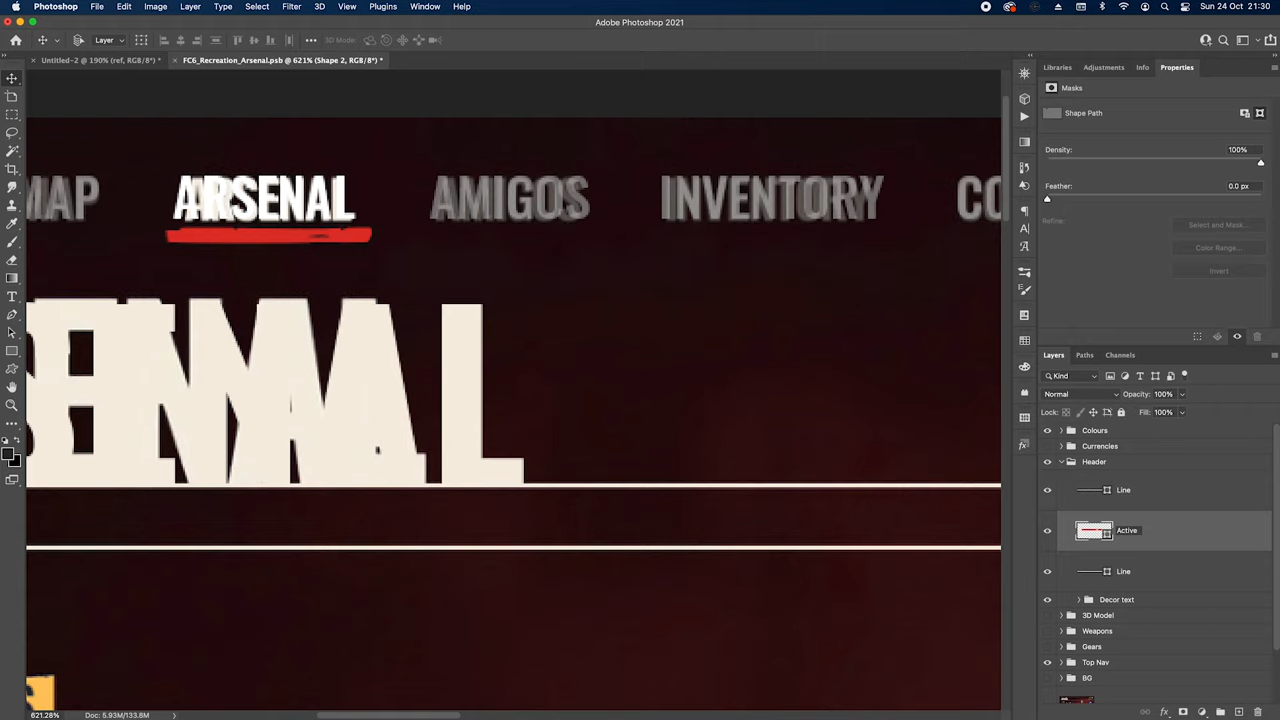 Photoshop File Edit Image Layer Type Select Filter 3D View Plugins Window Help Sun 24 Oct 21:30
Adobe Photoshop 2021
Layer 3D Mode:
Untitled-2 @ 190% (ref, RGB/8*) * FC6_Recreation_Arsenal.psb @ 621% (Shape 2, RGB/8*) *
Libraries Adjustments Info Properties
Masks
Shape Path
Density: 100%
Feather: 0.0 px
Refine:
Select and Mask...
Color Range...
Invert
MAP ARSENAL AMIGOS INVENTORY CO
Layers Paths Channels
Kind
Normal Opacity: 100%
Lock: Fill: 100%
Colours
Currencies
Header
Line
Active
Line
Decor text
3D Model
Weapons
Gears
Top Nav
BG
621.28% Doc: 5.93M/133.8M